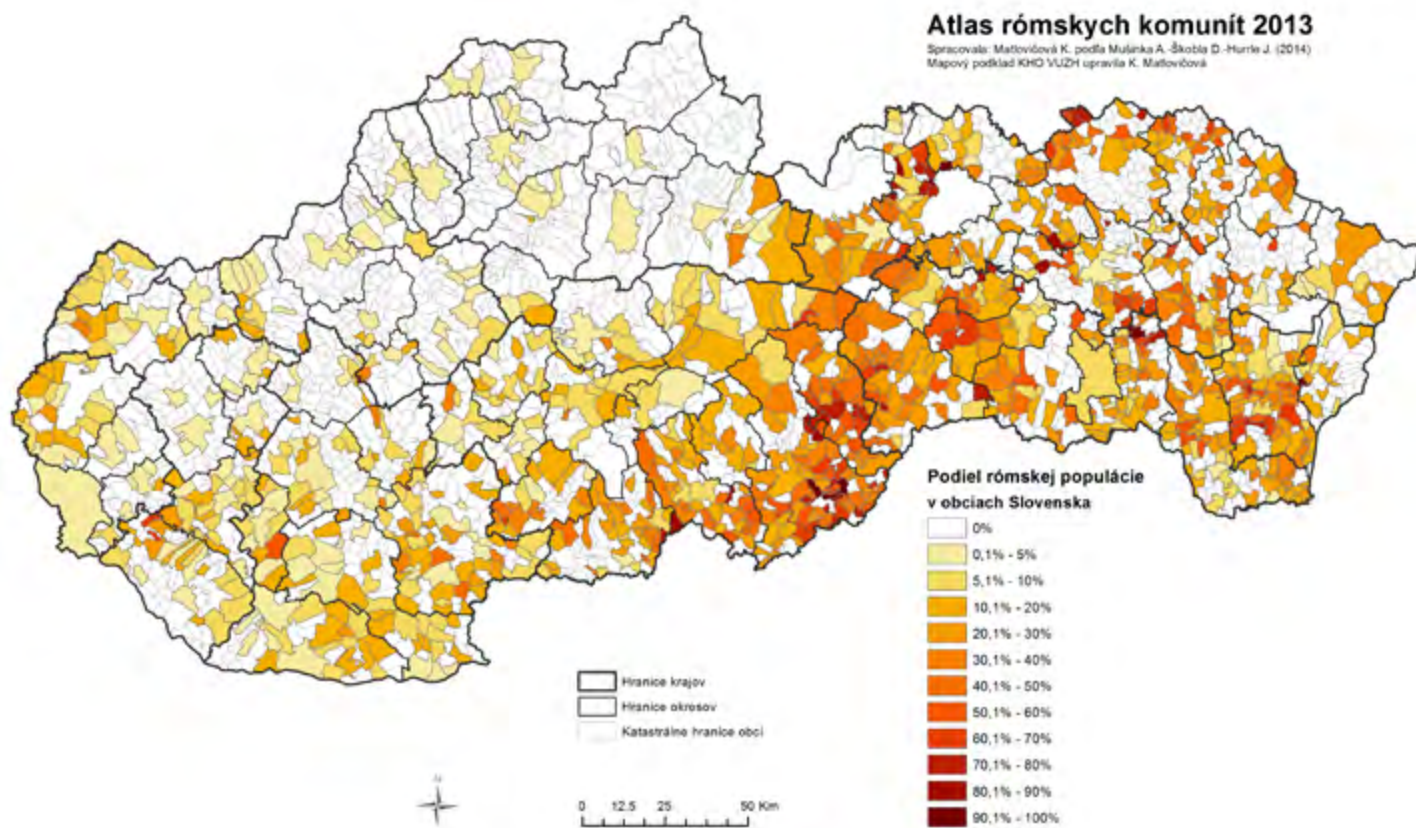 Atlas rómskych komunít 2013
Spracovala: Matlovičová K. podľa Mušinka A.-Škobla D.-Hurrle J. (2014)
Mapový podklad KHO VUZH upravila K. Matlovičová
Podiel rómskej populácie
v obciach Slovenska
0%
0,1% - 5%
5,1% - 10%
10,1% - 20%
20,1% - 30%
30,1% - 40%
40,1% - 50%
50,1% - 60%
60,1% - 70%
70,1% - 80%
80,1% - 90%
90,1% - 100%
Hranice krajov
Hranice okresov
Katastrálne hranice obcí
N
0 12.5 25 50 Km